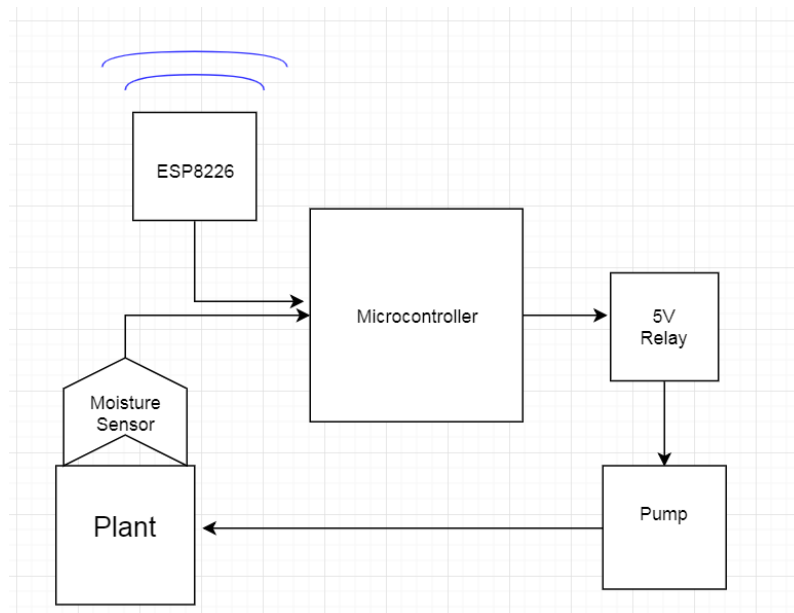 ESP8226
Microcontroller
5V
Relay
Moisture
Sensor
Plant
Pump